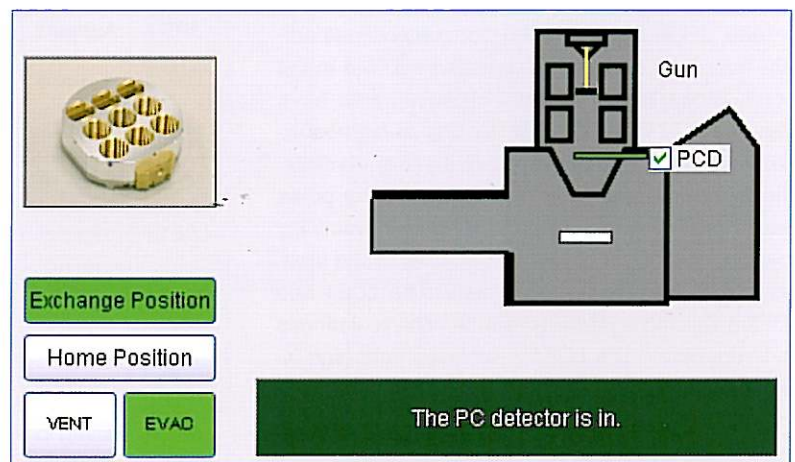 Gun
PCD
Exchange Position
Home Position
VENT
EVAC
The PC detector is in.